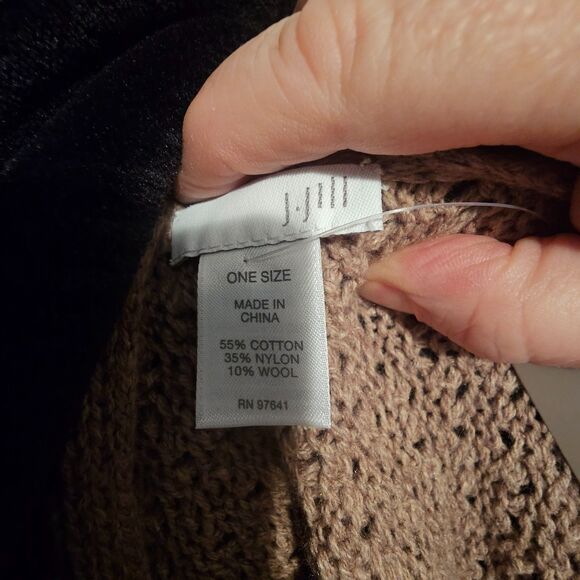 J.Jill
ONE SIZE
MADE IN
CHINA
55% COTTON
35% NYLON
10% WOOL
RN 97641